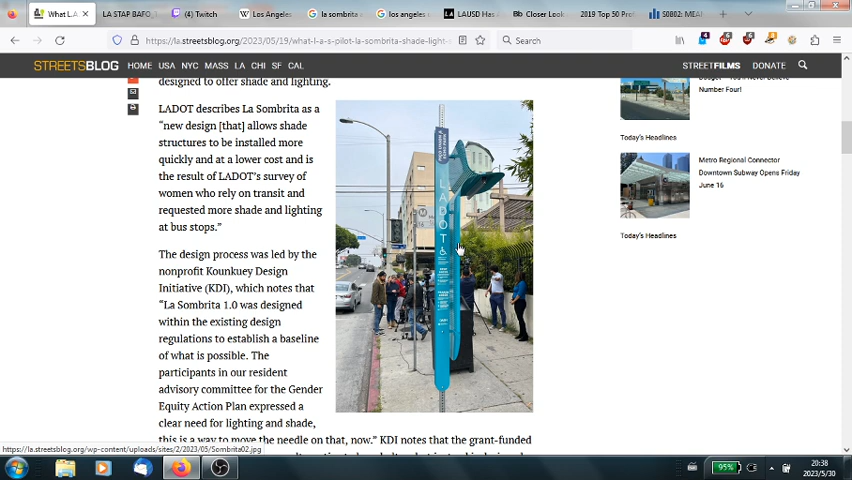 What L.A.
LA STAP BAFO_
(4) Twitch
Los Angeles
la sombrita
los angeles c
LAUSD Has
Closer Look
2019 Top 50 Prof
S0802: MEA
https://la.streetsblog.org/2023/05/19/what-l-a-s-pilot-la-sombrita-shade-light-
Search
STREETSBLOG HOME USA NYC MASS LA CHI SF CAL
STREETFILMS DONATE
designed to offer shade and lighting.
LADOT describes La Sombrita as a
“new design [that] allows shade
structures to be installed more
quickly and at a lower cost and is
the result of LADOT’s survey of
women who rely on transit and
requested more shade and lighting
at bus stops.”
The design process was led by the
nonprofit Kounkuey Design
Initiative (KDI), which notes that
“La Sombrita 1.0 was designed
within the existing design
regulations to establish a baseline
of what is possible. The
participants in our resident
advisory committee for the Gender
Equity Action Plan expressed a
clear need for lighting and shade,
this is a way to move the needle on that, now.” KDI notes that the grant-funded
LADOT
Number Four!
Today's Headlines
Metro Regional Connector
Downtown Subway Opens Friday
June 16
Today's Headlines
https://la.streetsblog.org/wp-content/uploads/sites/2/2023/05/Sombrita02.jpg
95%
20:38
2023/5/30